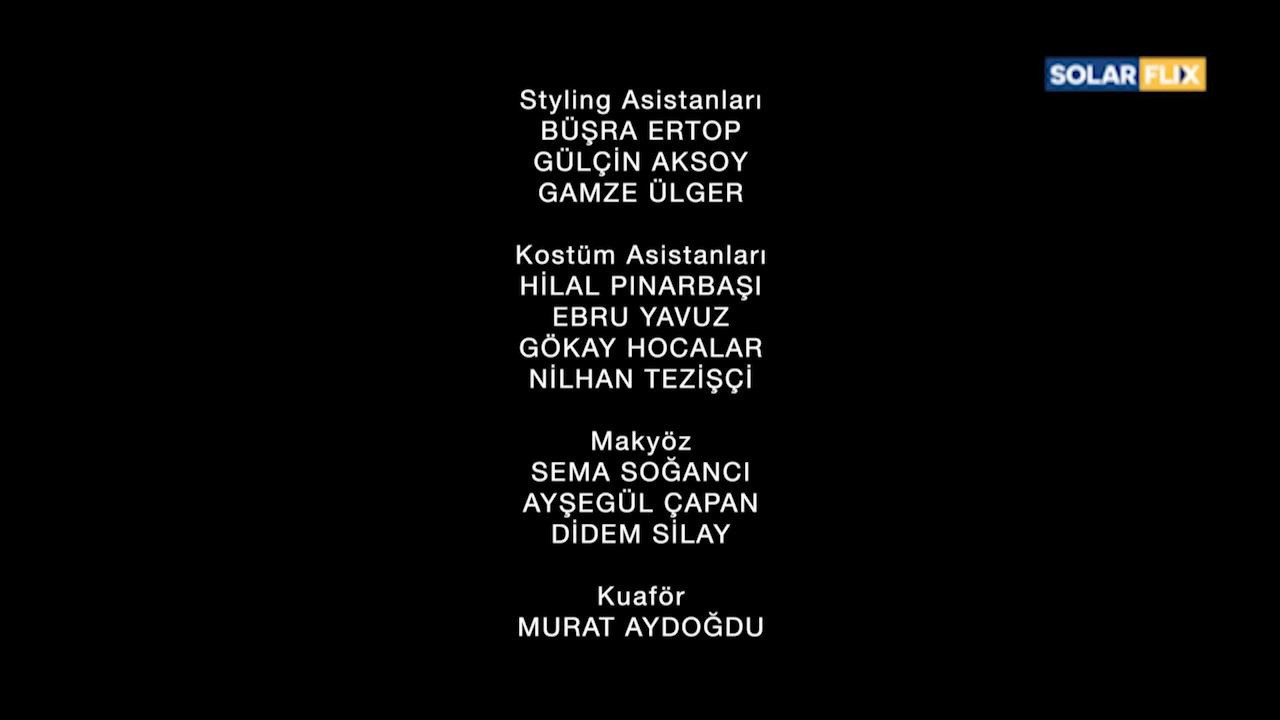 SOLARFLIX
Styling Asistanları
BÜŞRA ERTOP
GÜLÇİN AKSOY
GAMZE ÜLGER
Kostüm Asistanları
HİLAL PINARBAŞI
EBRU YAVUZ
GÖKAY HOCALAR
NİLHAN TEZİŞÇİ
Makyöz
SEMA SOĞANCI
AYŞEGÜL ÇAPAN
DİDEM SİLAY
Kuaför
MURAT AYDOĞDU